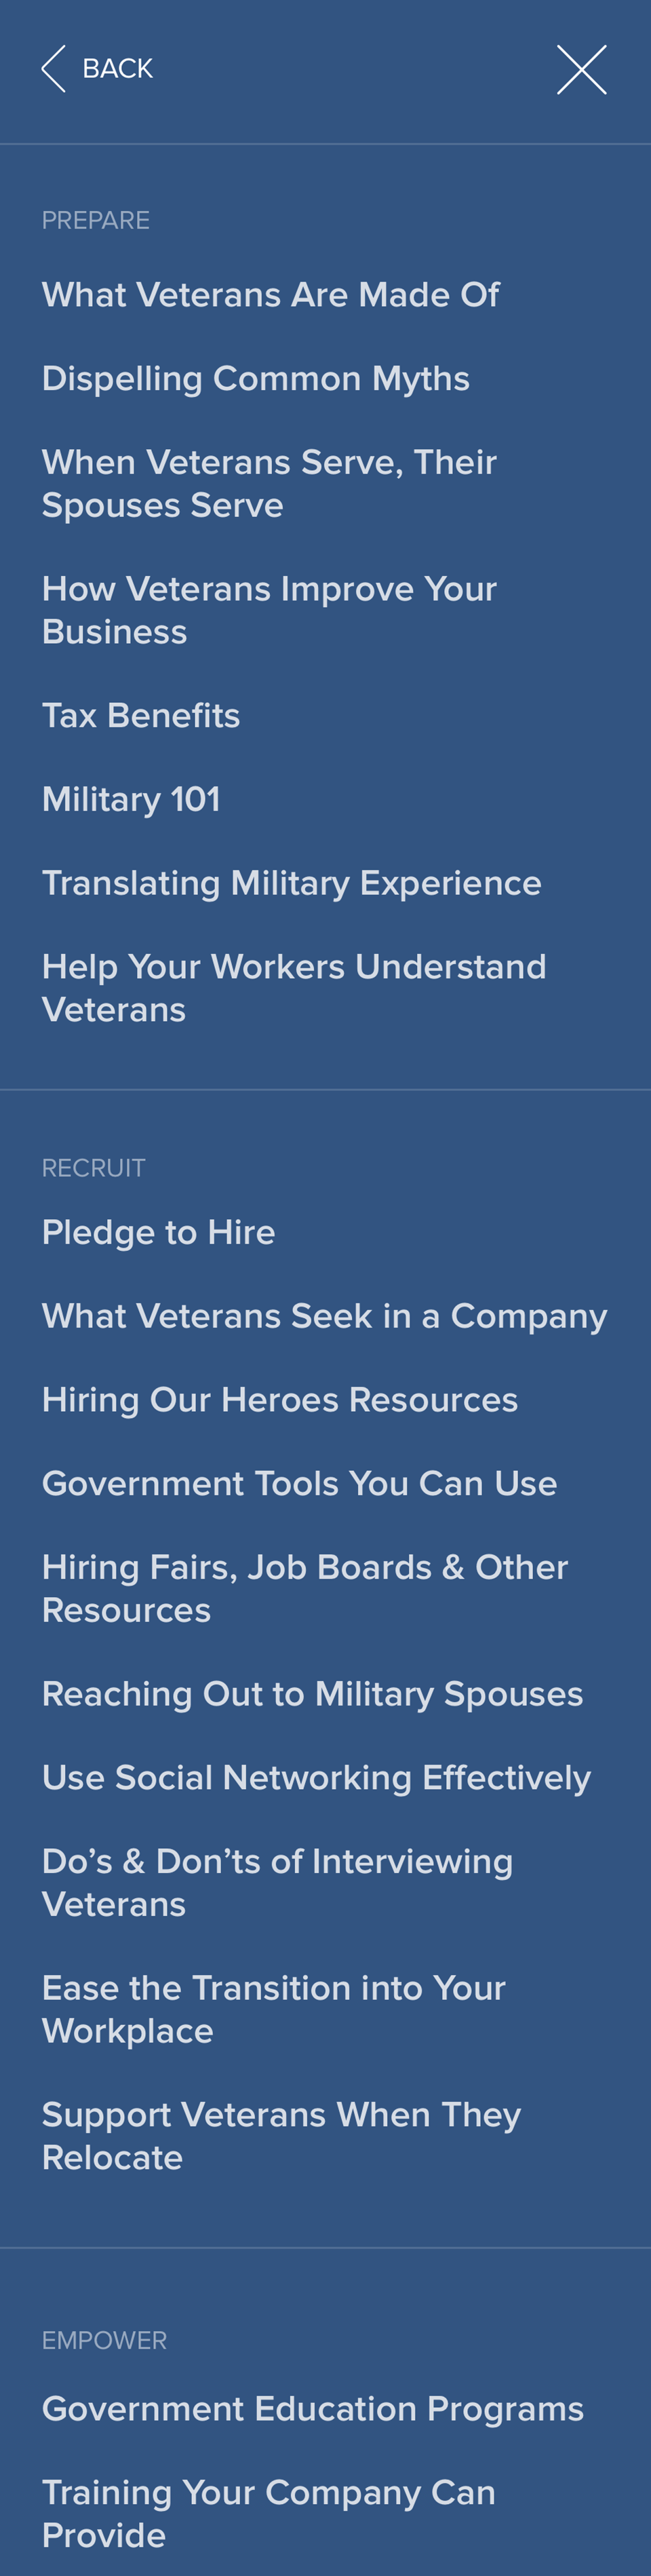 BACK
PREPARE
What Veterans Are Made Of
Dispelling Common Myths
When Veterans Serve, Their
Spouses Serve
How Veterans Improve Your
Business
Tax Benefits
Military 101
Translating Military Experience
Help Your Workers Understand
Veterans
RECRUIT
Pledge to Hire
What Veterans Seek in a Company
Hiring Our Heroes Resources
Government Tools You Can Use
Hiring Fairs, Job Boards & Other
Resources
Reaching Out to Military Spouses
Use Social Networking Effectively
Do’s & Don’ts of Interviewing
Veterans
Ease the Transition into Your
Workplace
Support Veterans When They
Relocate
EMPOWER
Government Education Programs
Training Your Company Can
Provide